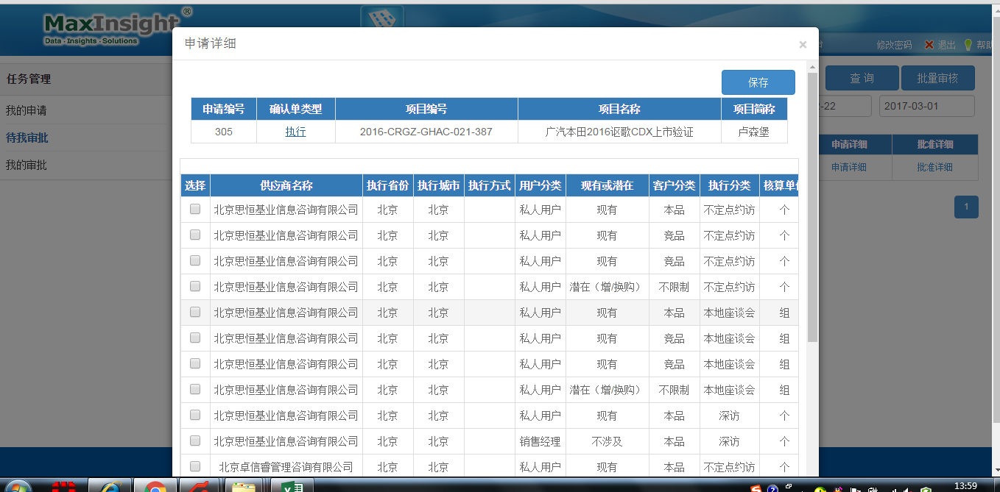 MaxInsight®
Data · Insights · Solutions
修改密码 退出 帮助
任务管理
我的申请
待我审批
我的审批
查 询 批量审核
-22 2017-03-01
申请详细 批准详细
申请详细 批准详细
1
申请详细 ×
保存
申请编号 确认单类型 项目编号 项目名称 项目简称
305 执行 2016-CRGZ-GHAC-021-387 广汽本田2016讴歌CDX上市验证 卢森堡
选择 供应商名称 执行省份 执行城市 执行方式 用户分类 现有或潜在 客户分类 执行分类 核算单位
北京思恒基业信息咨询有限公司 北京 北京 私人用户 现有 本品 不定点约访 个
北京思恒基业信息咨询有限公司 北京 北京 私人用户 现有 竞品 不定点约访 个
北京思恒基业信息咨询有限公司 北京 北京 私人用户 现有 竞品 不定点约访 个
北京思恒基业信息咨询有限公司 北京 北京 私人用户 潜在（增/换购） 不限制 不定点约访 个
北京思恒基业信息咨询有限公司 北京 北京 私人用户 现有 本品 本地座谈会 组
北京思恒基业信息咨询有限公司 北京 北京 私人用户 现有 竞品 本地座谈会 组
北京思恒基业信息咨询有限公司 北京 北京 私人用户 现有 竞品 本地座谈会 组
北京思恒基业信息咨询有限公司 北京 北京 私人用户 潜在（增/换购） 不限制 本地座谈会 组
北京思恒基业信息咨询有限公司 北京 北京 私人用户 现有 本品 深访 个
北京思恒基业信息咨询有限公司 北京 北京 销售经理 不涉及 本品 深访 个
北京卓信睿管理咨询有限公司 北京 北京 私人用户 现有 本品 不定点约访 个
13:59